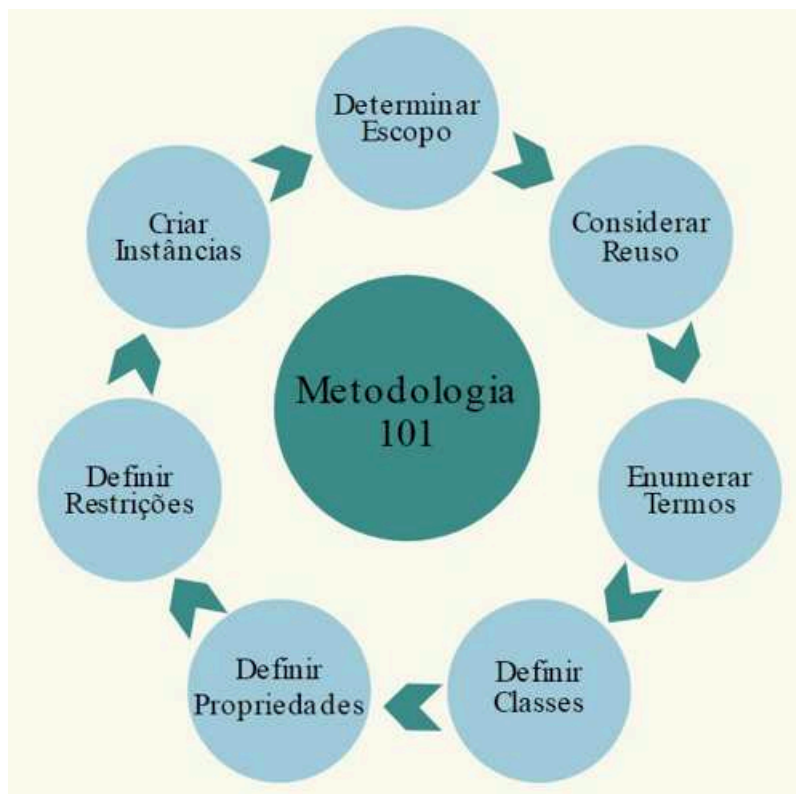 Determinar
Escopo
Considerar
Reuso
Enumerar
Termos
Definir
Classes
Definir
Propriedades
Definir
Restrições
Criar
Instâncias
Metodologia
101